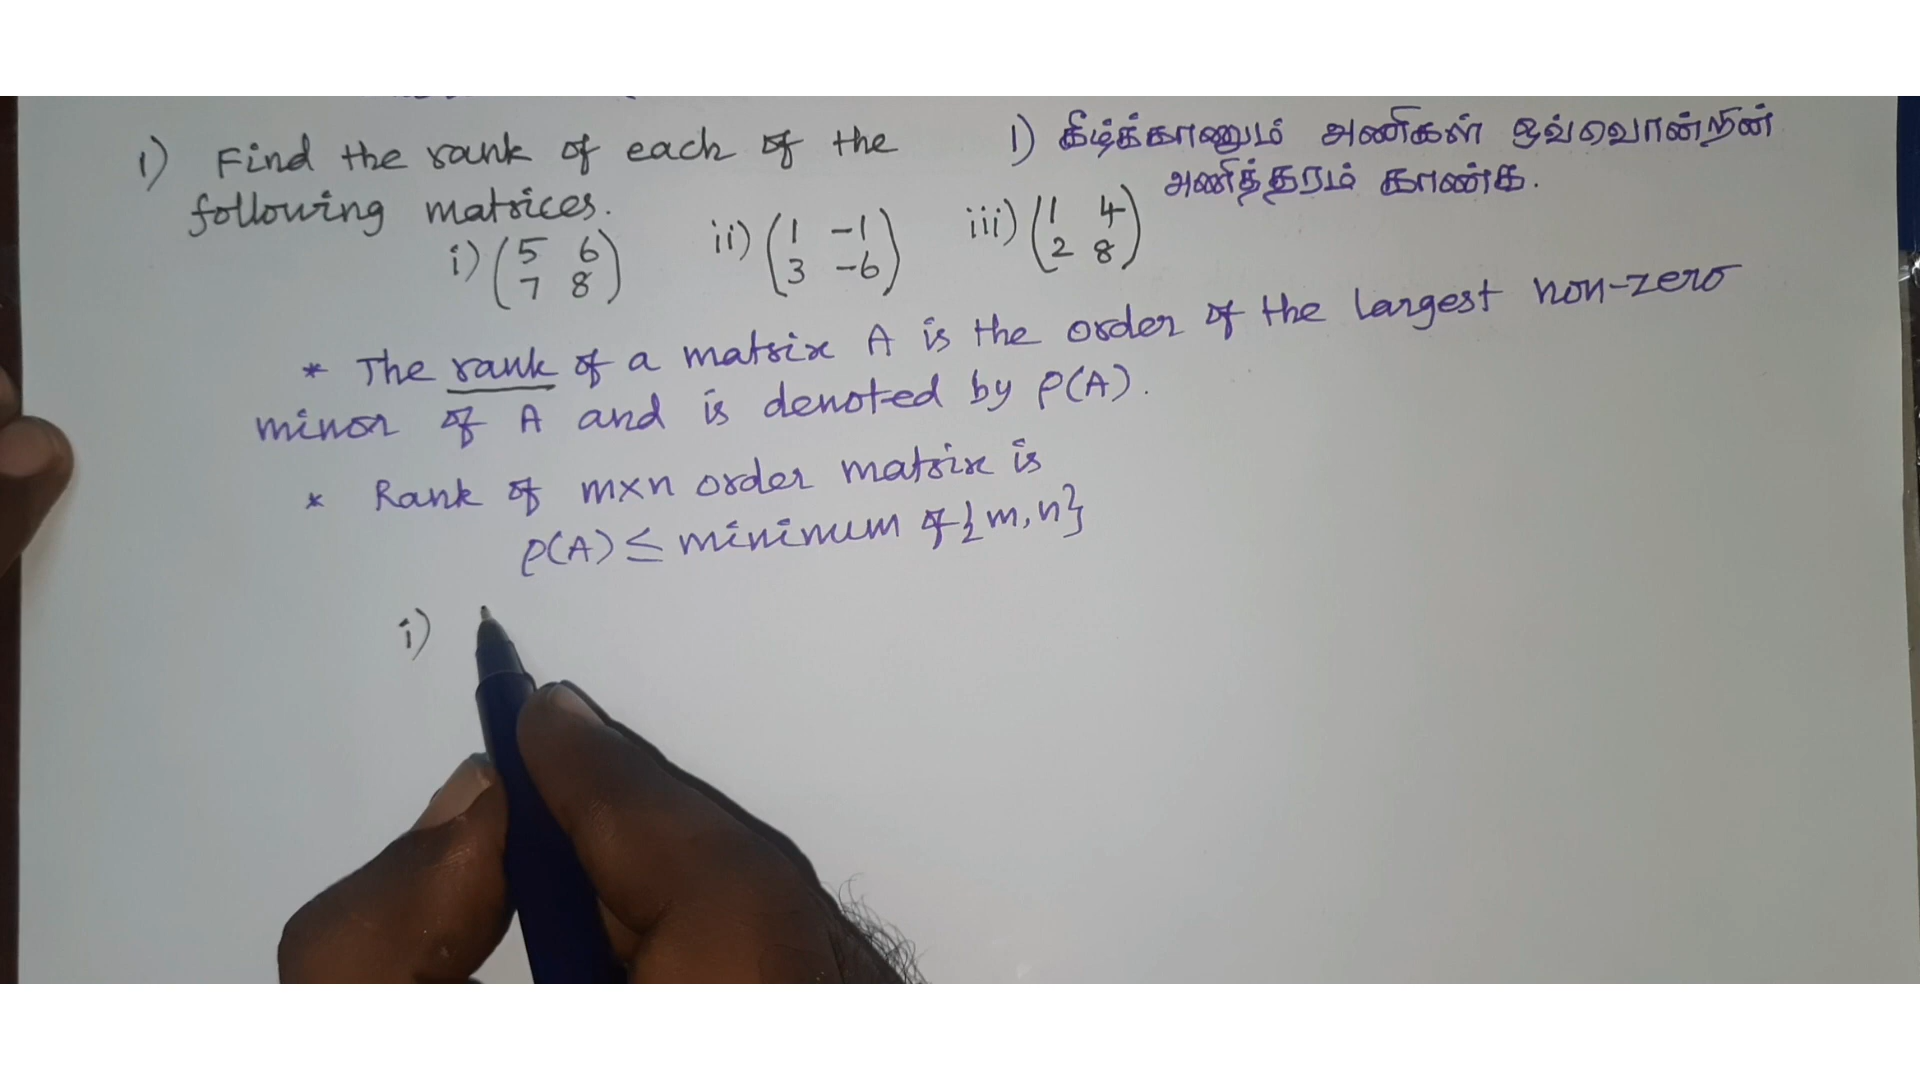 1) Find the rank of each of the
following matrices.
1) கீழ்க்காணும் அணிகள் ஒவ்வொன்றின்
அணித்தரம் காண்க.
i) (5 6
7 8)
ii) (1 -1
3 -6)
iii) (1 4
2 8)
* The rank of a matrix A is the order of the largest non-zero
minor of A and is denoted by ρ(A).
* Rank of m×n order matrix is
ρ(A) ≤ minimum of {m,n}
i)